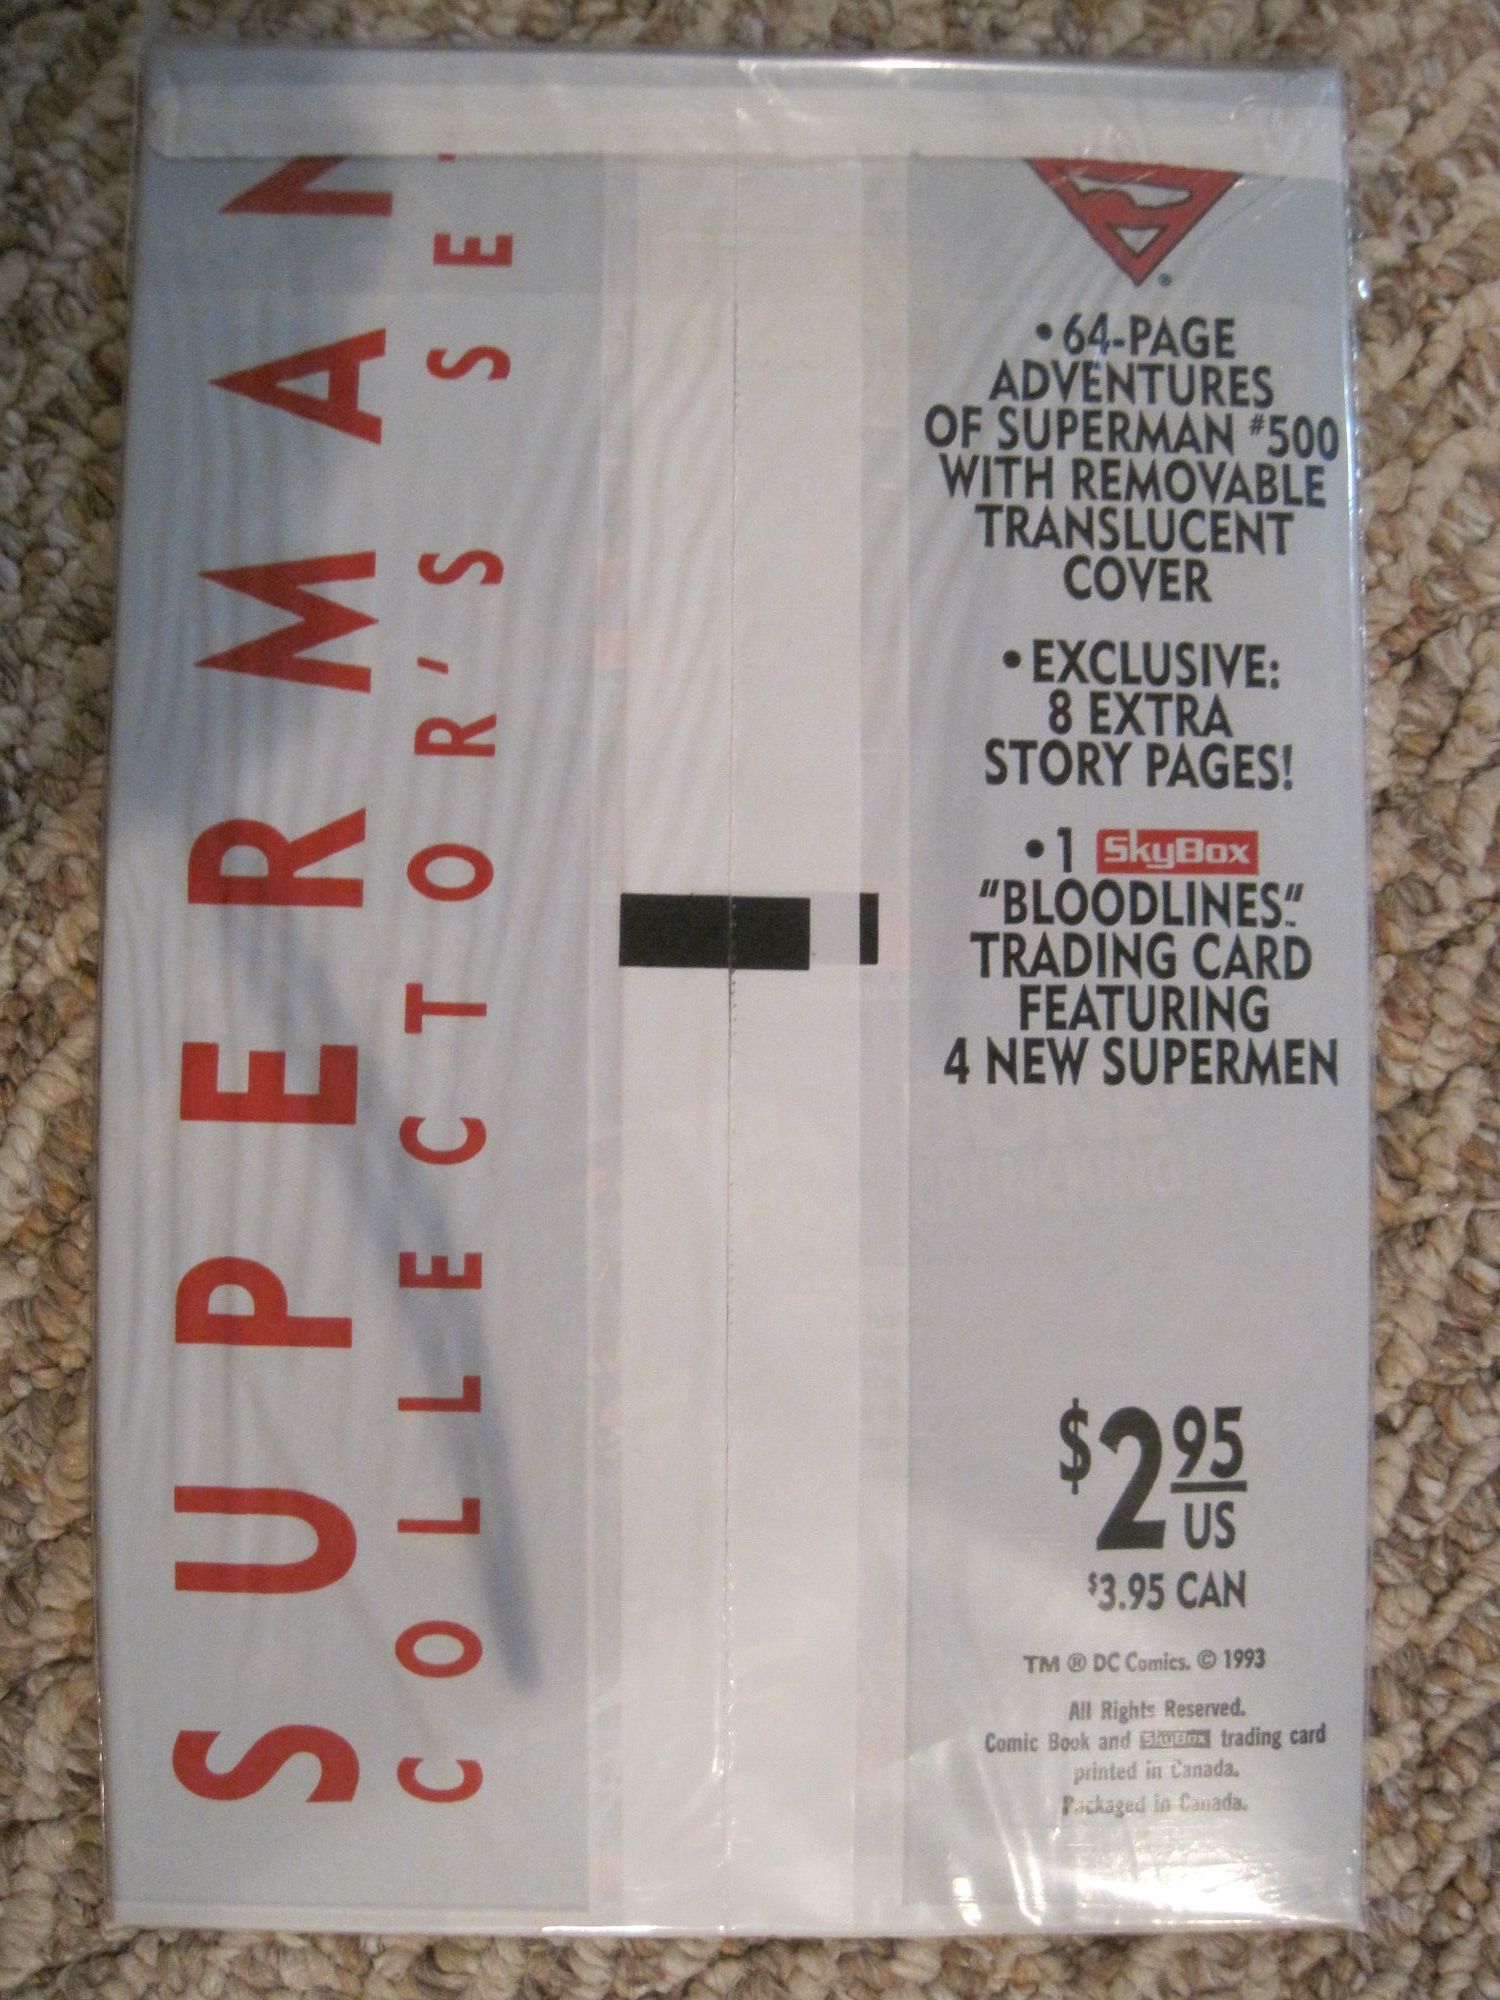 SUPERMAN
COLLECTOR'S SE
• 64-PAGE
ADVENTURES
OF SUPERMAN #500
WITH REMOVABLE
TRANSLUCENT
COVER
• EXCLUSIVE:
8 EXTRA
STORY PAGES!
• 1 SkyBox
"BLOODLINES"™
TRADING CARD
FEATURING
4 NEW SUPERMEN
$2 95
US
$3.95 CAN
TM ® DC Comics. © 1993
All Rights Reserved.
Comic Book and SkyBox trading card
printed in Canada.
Packaged in Canada.